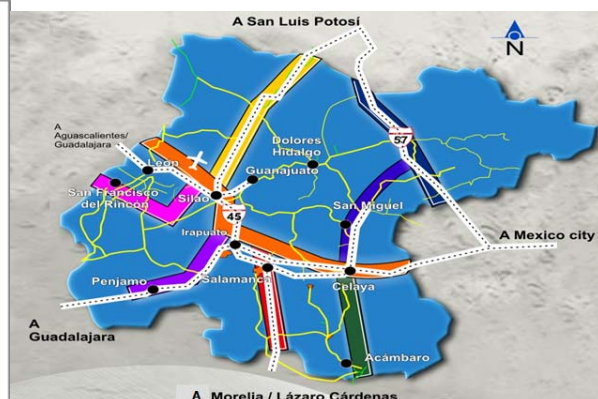 A San Luis Potosí
N
A
Aguascalientes/
Guadalajara
León
Dolores
Hidalgo
57
Guanajuato
San Francisco
del Rincón
Silao
45
San Miguel
Irapuato
A Mexico city
Penjamo
Salamanca
Celaya
A
Guadalajara
Acámbaro
A Morelia / Lázaro Cárdenas